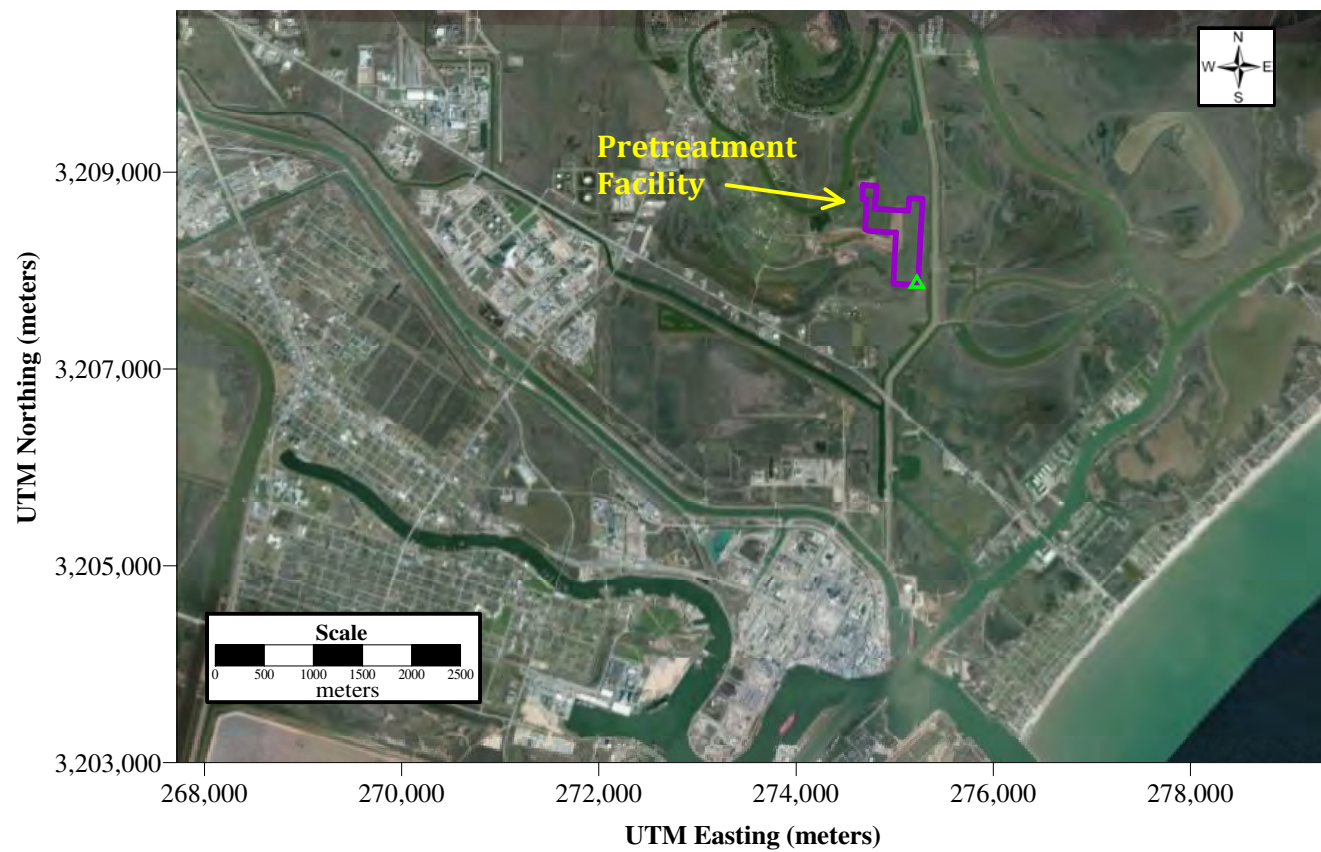 N
W E
S
Pretreatment
Facility
3,209,000
3,207,000
3,205,000
3,203,000
UTM Northing (meters)
Scale
0 500 1000 1500 2000 2500
meters
268,000 270,000 272,000 274,000 276,000 278,000
UTM Easting (meters)